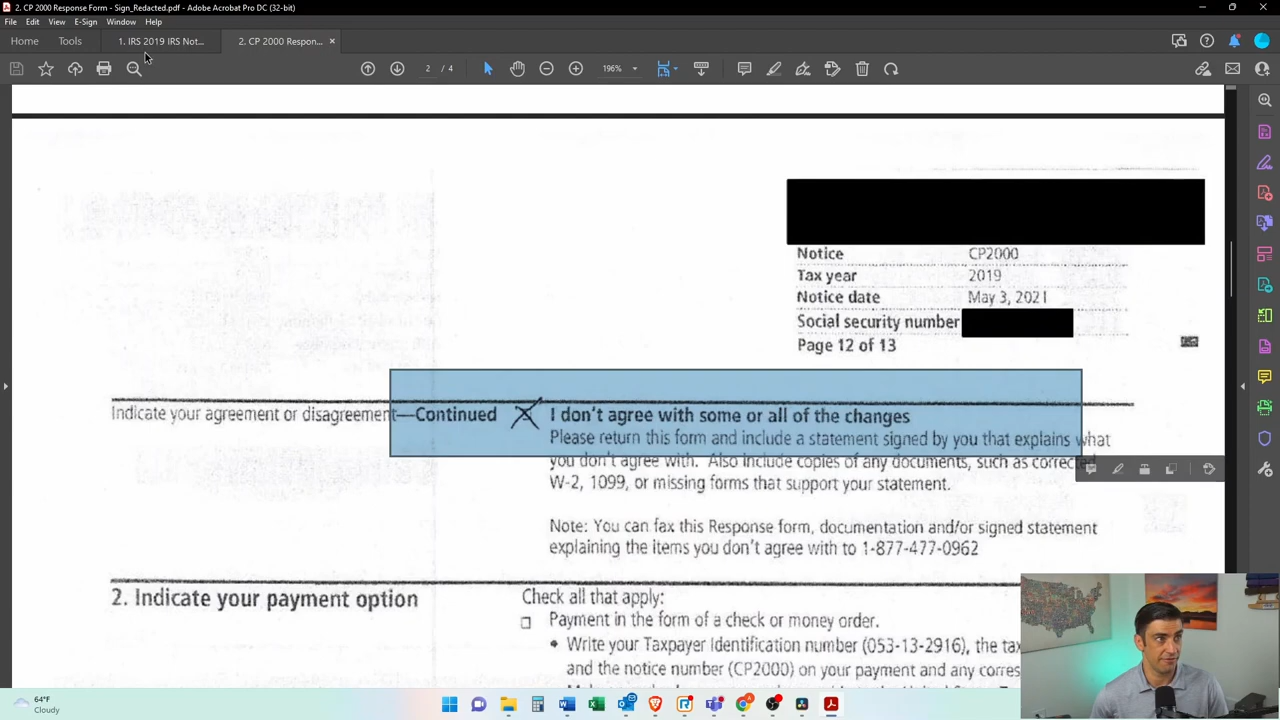 2. CP 2000 Response Form - Sign_Redacted.pdf - Adobe Acrobat Pro DC (32-bit)
File Edit View E-Sign Window Help
Home Tools 1. IRS 2019 IRS Not... 2. CP 2000 Respon... ×
2 / 4 196%
Notice CP2000
Tax year 2019
Notice date May 3, 2021
Social security number
Page 12 of 13
Indicate your agreement or disagreement—Continued I don't agree with some or all of the changes
Please return this form and include a statement signed by you that explains what
you don't agree with. Also include copies of any documents, such as corrected
W-2, 1099, or missing forms that support your statement.
Note: You can fax this Response form, documentation and/or signed statement
explaining the items you don't agree with to 1-877-477-0962
2. Indicate your payment option Check all that apply:
Payment in the form of a check or money order.
• Write your Taxpayer Identification number (053-13-2916), the tax
and the notice number (CP2000) on your payment and any corres
64°F
Cloudy